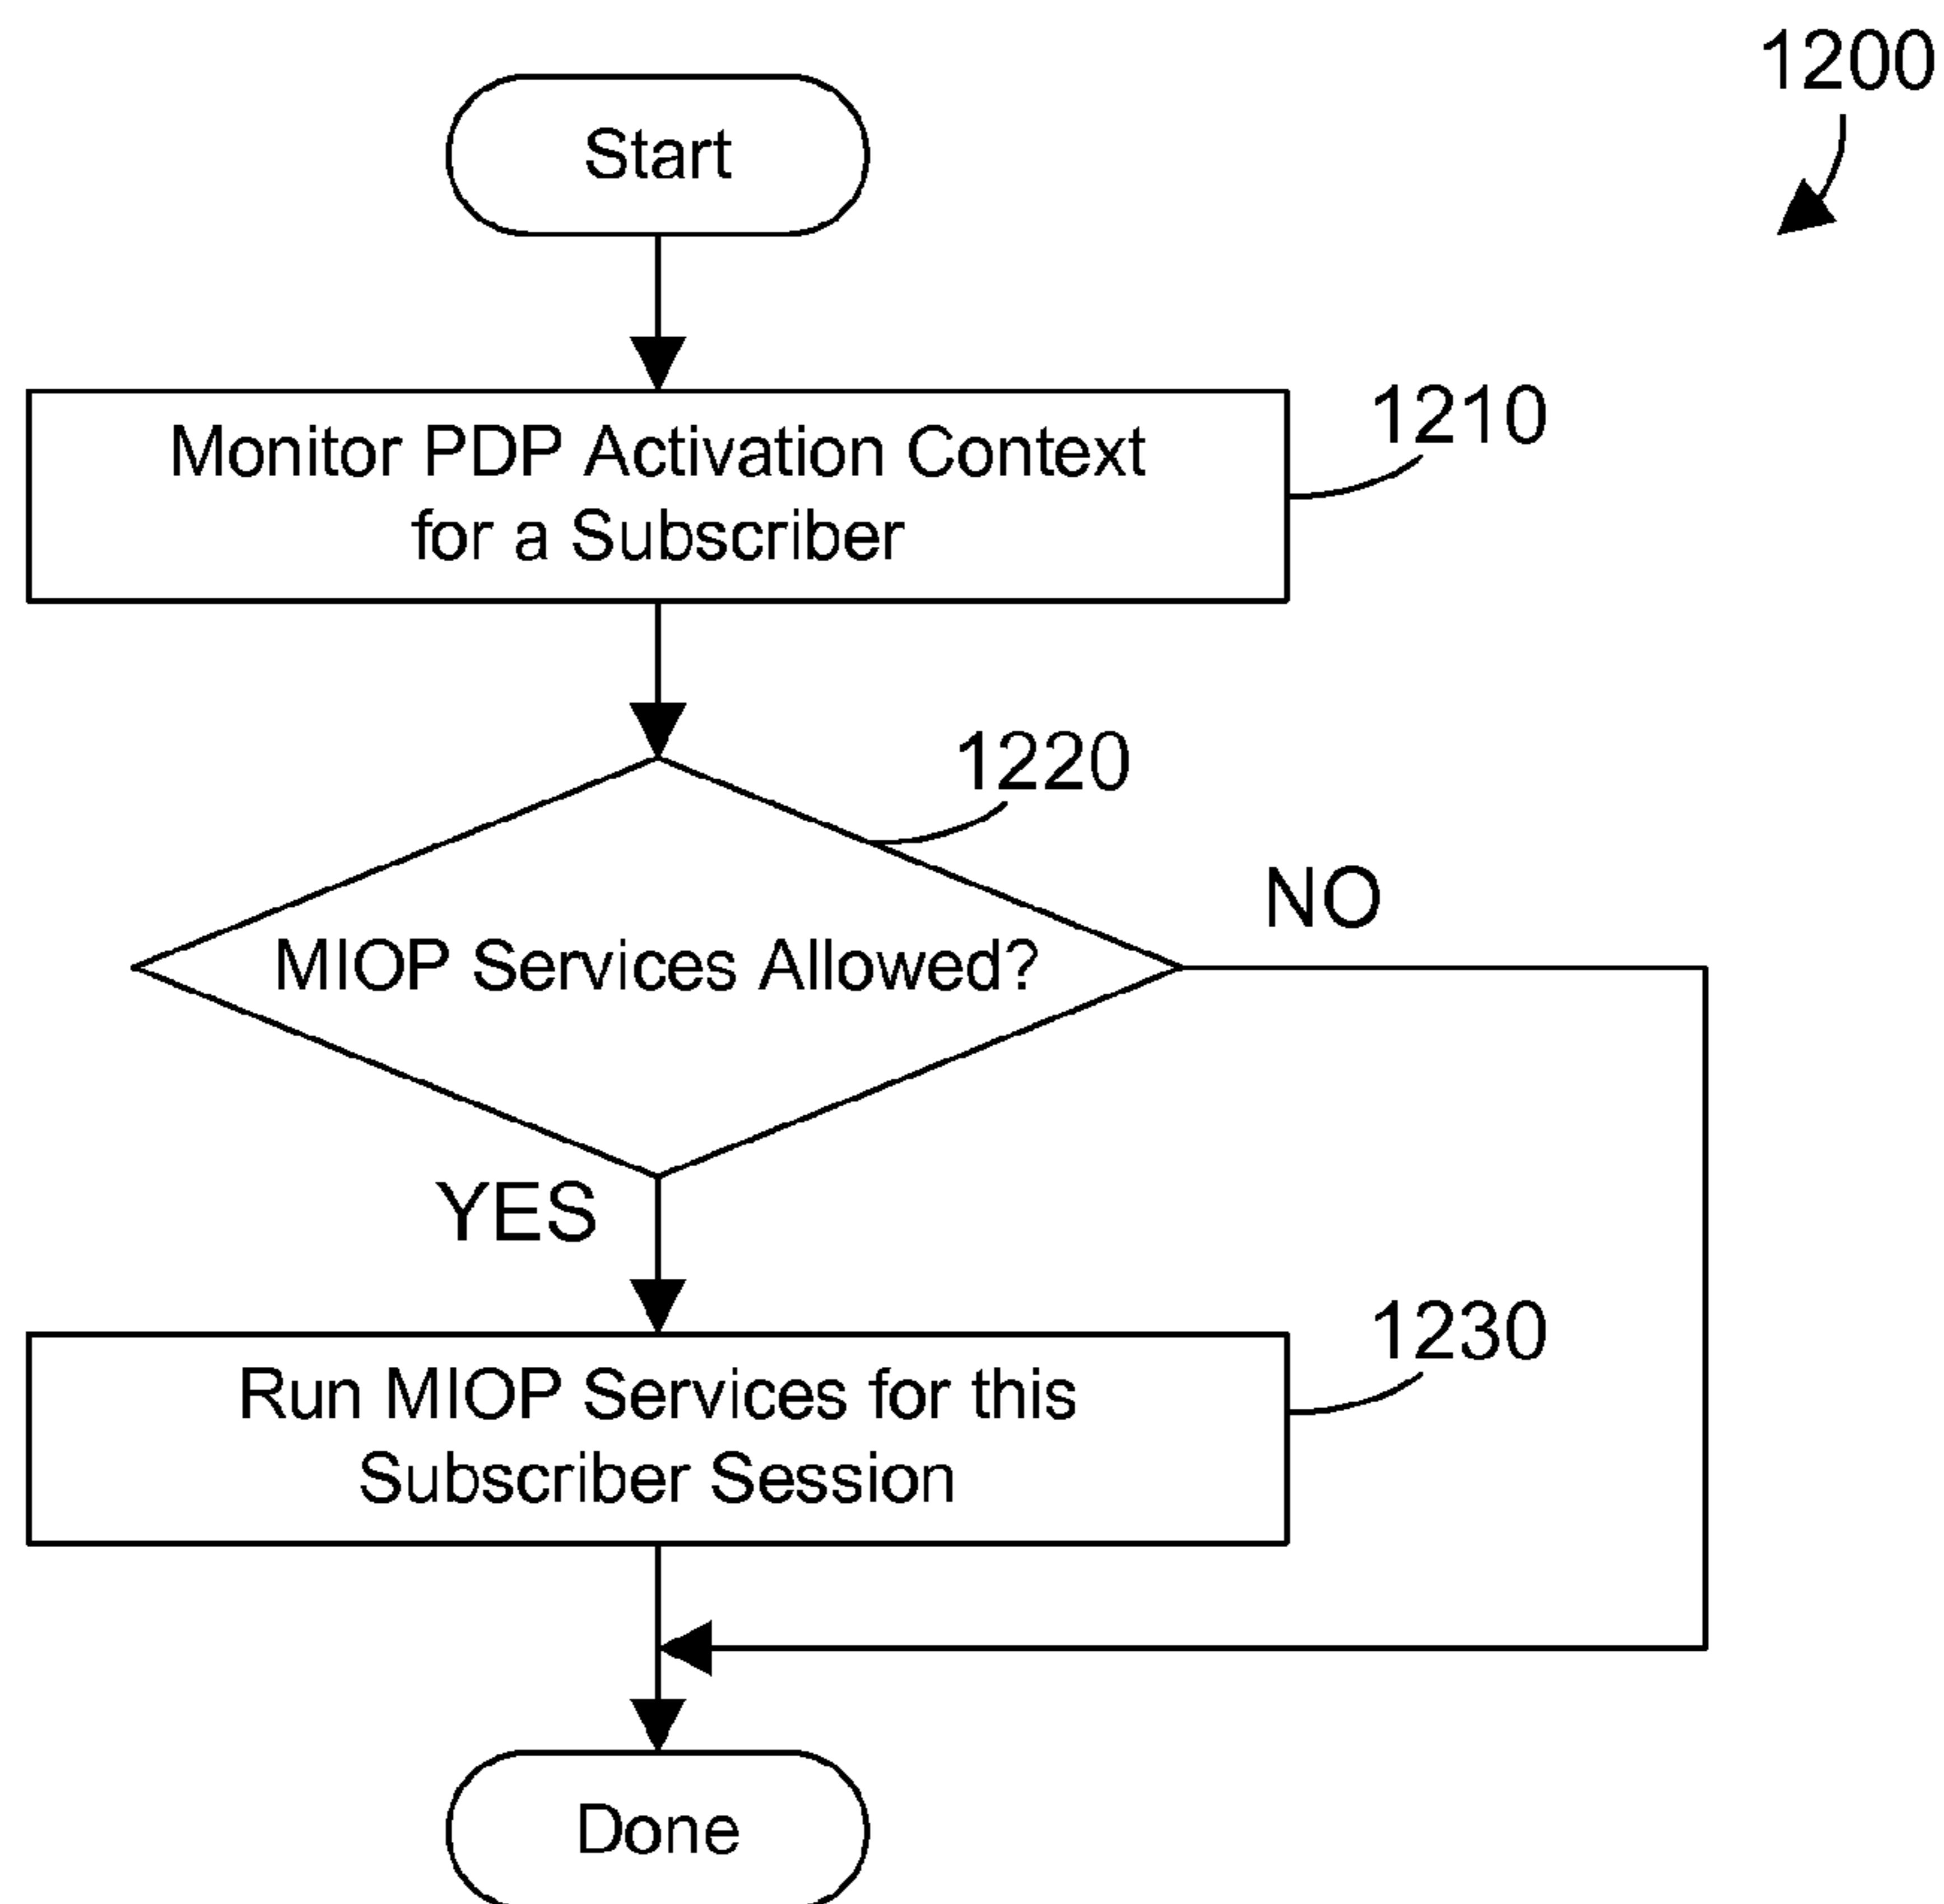 1200
Start
Monitor PDP Activation Context
for a Subscriber
1210
1220
MIOP Services Allowed?
NO
YES
Run MIOP Services for this
Subscriber Session
1230
Done